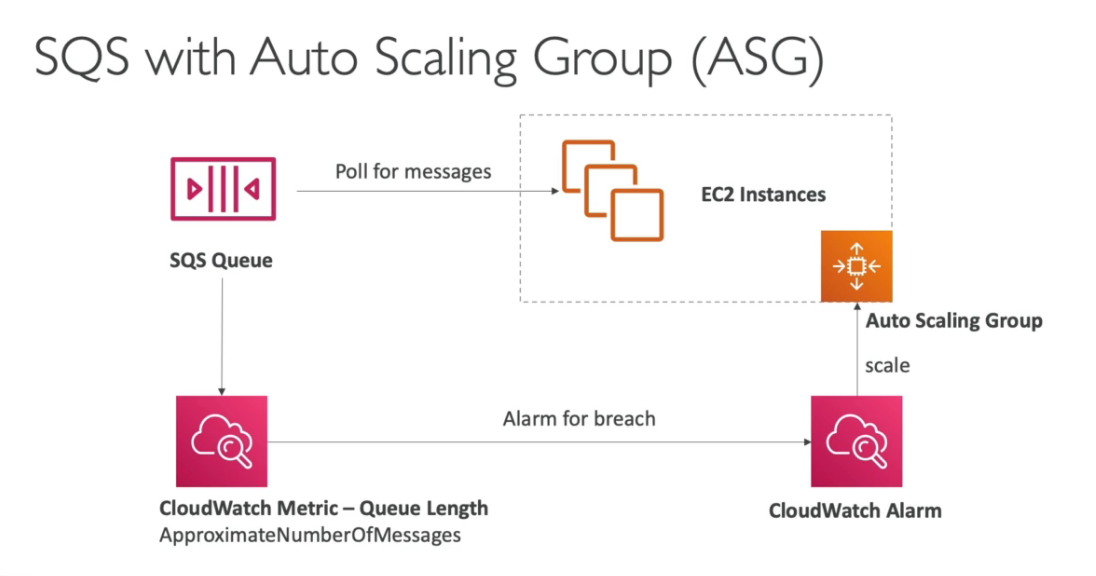 SQS with Auto Scaling Group (ASG)
Poll for messages
EC2 Instances
SQS Queue
Auto Scaling Group
scale
Alarm for breach
CloudWatch Metric – Queue Length
ApproximateNumberOfMessages
CloudWatch Alarm